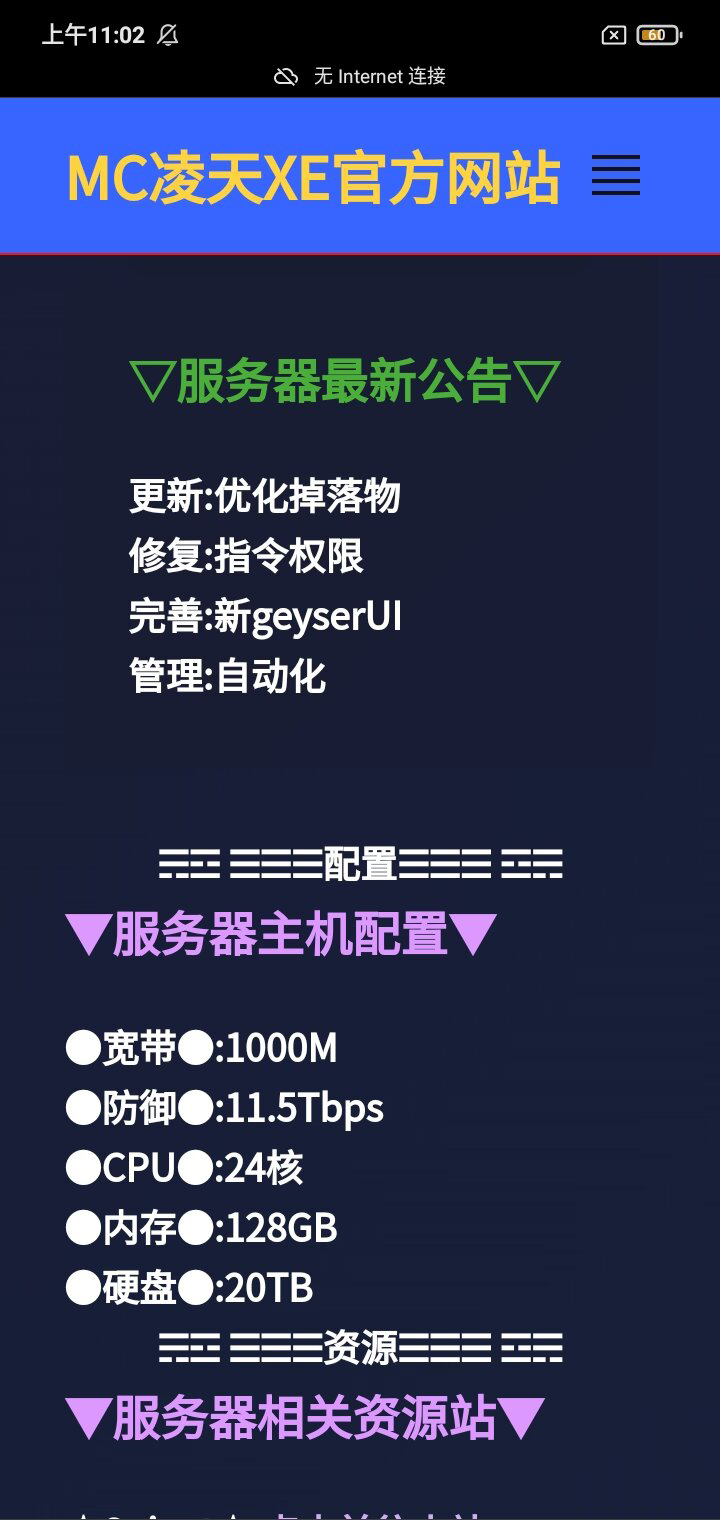 上午11:02
60
无 Internet 连接
MC凌天XE官方网站
▽服务器最新公告▽
更新:优化掉落物
修复:指令权限
完善:新geyserUI
管理:自动化
☴☲ ☰☰☰配置☰☰☰ ☲☴
▼服务器主机配置▼
●宽带●:1000M
●防御●:11.5Tbps
●CPU●:24核
●内存●:128GB
●硬盘●:20TB
☴☲ ☰☰☰资源☰☰☰ ☲☴
▼服务器相关资源站▼